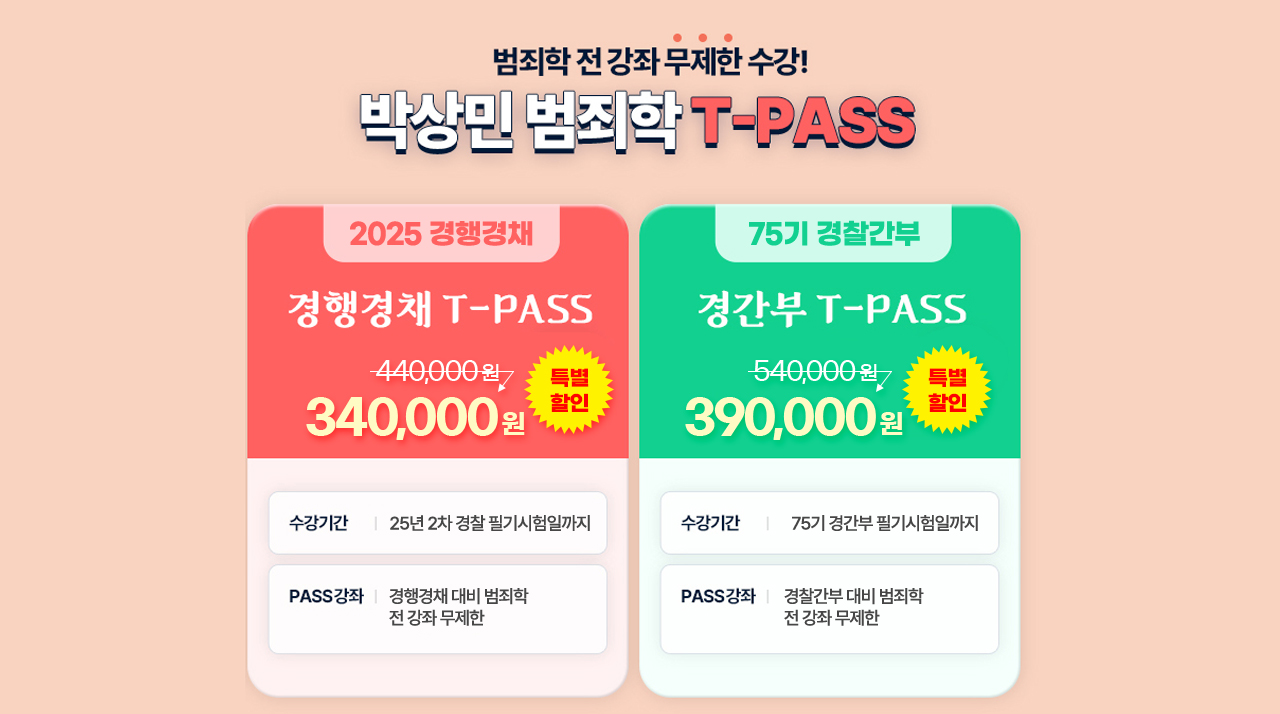 범죄학 전 강좌 무제한 수강!
박상민 범죄학 T-PASS
2025 경행경채
경행경채 T-PASS
440,000원
340,000원
특별
할인
수강기간 | 25년 2차 경찰 필기시험일까지
PASS강좌 | 경행경채 대비 범죄학
전 강좌 무제한
75기 경찰간부
경간부 T-PASS
540,000원
390,000원
특별
할인
수강기간 | 75기 경간부 필기시험일까지
PASS강좌 | 경찰간부 대비 범죄학
전 강좌 무제한